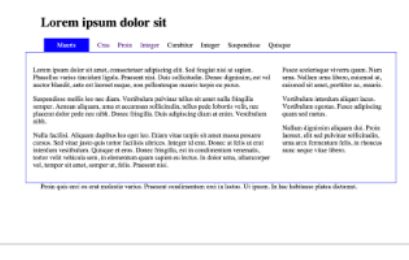 Lorem ipsum dolor sit
Mauris Cras Proin Integer Curabitur Integer Suspendisse Quisque
Lorem ipsum dolor sit amet, consectetuer adipiscing elit. Sed feugiat nisi at sapien.
Phasellus varius tincidunt ligula. Praesent nisi. Duis sollicitudin. Donec dignissim, est vel
auctor blandit, ante est laoreet neque, non pellentesque mauris turpis eu purus.
Suspendisse mollis leo nec diam. Vestibulum pulvinar tellus sit amet nulla fringilla
semper. Aenean aliquam, urna et accumsan sollicitudin, tellus pede lobortis velit, nec
placerat dolor pede nec nibh. Donec fringilla. Duis adipiscing diam at enim. Vestibulum
nibh.
Nulla facilisi. Aliquam dapibus leo eget leo. Etiam vitae turpis sit amet massa posuere
cursus. Sed vitae justo quis tortor facilisis ultrices. Integer id erat. Donec at felis ut erat
interdum vestibulum. Quisque et eros. Donec fringilla, est in condimentum venenatis,
tortor velit vehicula sem, in elementum quam sapien eu lectus. In dolor urna, ullamcorper
vel, tempor sit amet, semper ut, felis. Praesent nisi.
Fusce scelerisque viverra quam. Nam
urna. Nullam urna libero, euismod at,
euismod sit amet, porttitor ac, mauris.
Vestibulum interdum aliquet lacus.
Vestibulum egestas. Fusce adipiscing
quam sed metus.
Nullam dignissim aliquam dui. Proin
laoreet, elit sed pulvinar sollicitudin,
urna arcu fermentum felis, in rhoncus
nunc neque vitae libero.
Proin quis orci eu erat molestie varius. Praesent condimentum orci in lectus. Ut ipsum. In hac habitasse platea dictumst.